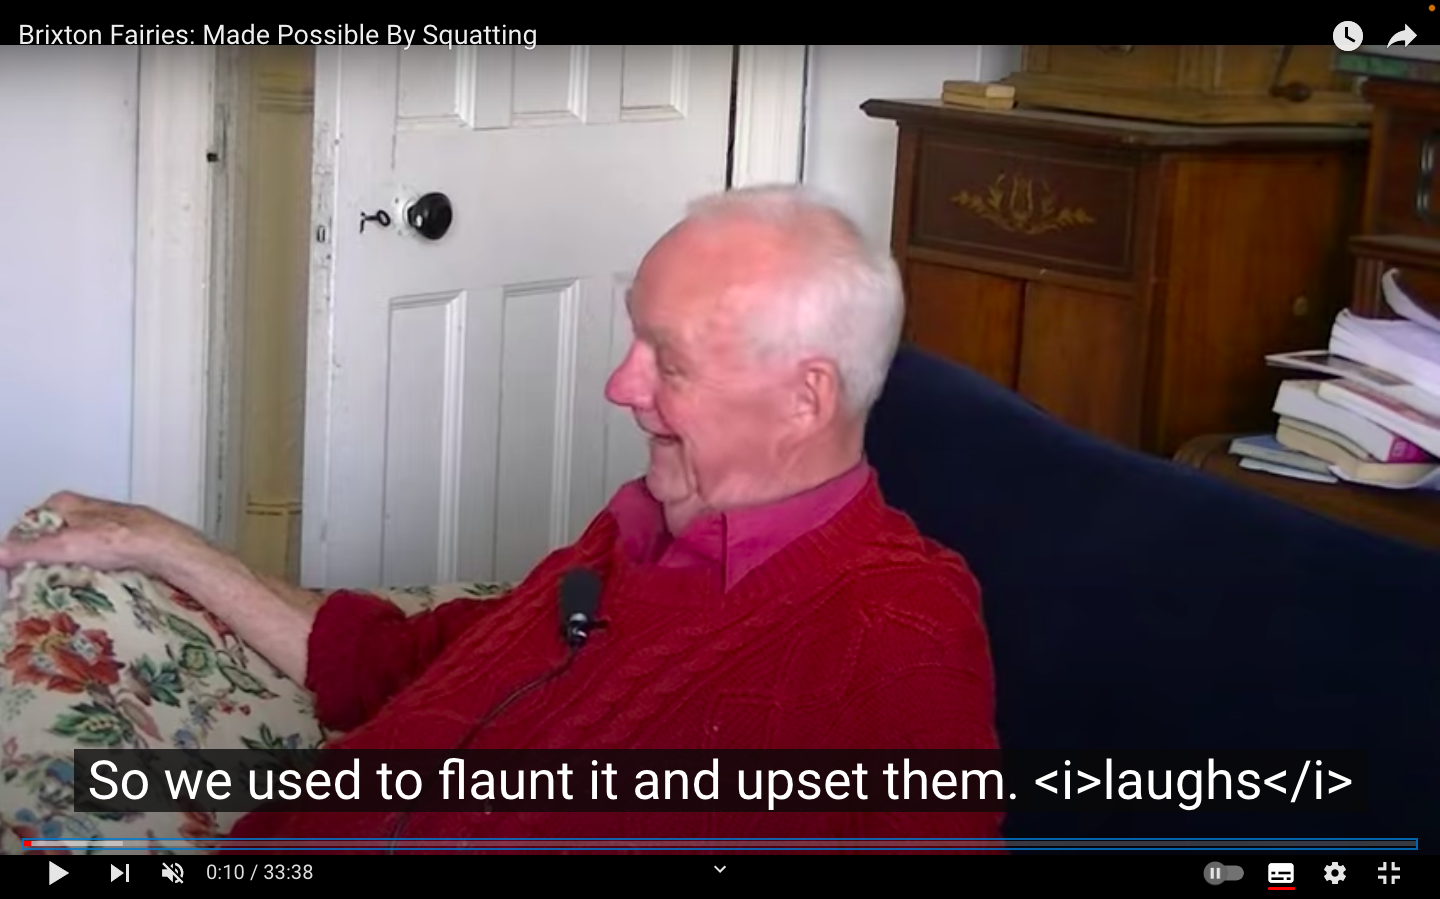 Brixton Fairies: Made Possible By Squatting
So we used to flaunt it and upset them. <i>laughs</i>
0:10 / 33:38